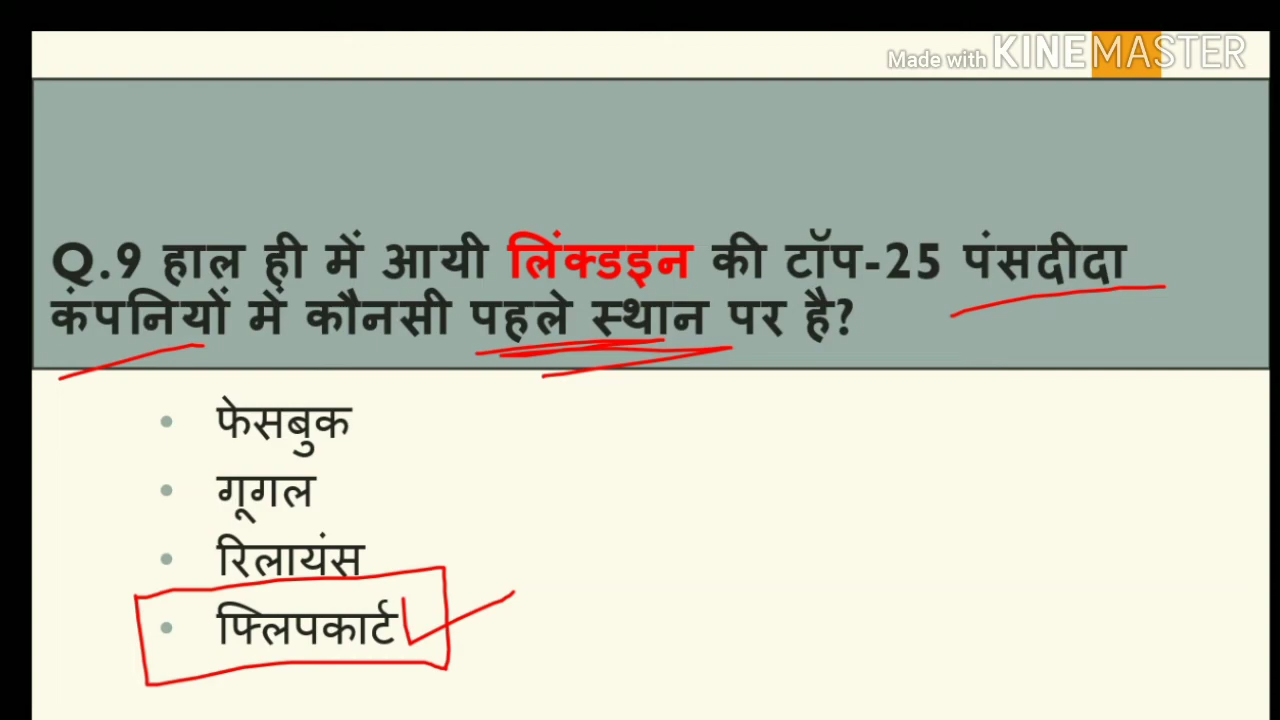 Made with KINEMASTER
Q.9 हाल ही में आयी लिंक्डइन की टॉप-25 पंसदीदा
कंपनियों में कौनसी पहले स्थान पर है?
• फेसबुक
• गूगल
• रिलायंस
• फ्लिपकार्ट